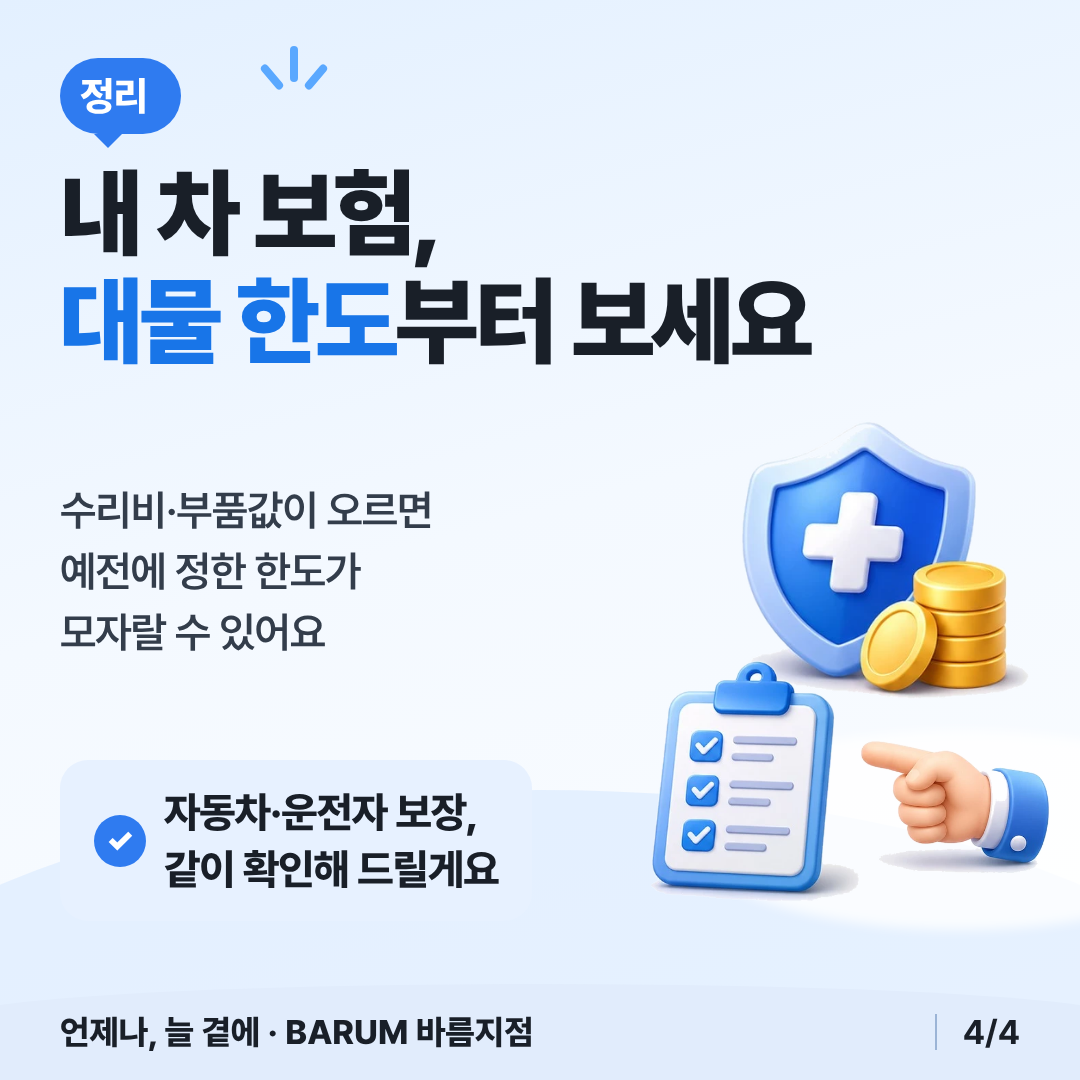 정리
내 차 보험,
대물 한도부터 보세요
수리비·부품값이 오르면
예전에 정한 한도가
모자랄 수 있어요
자동차·운전자 보장,
같이 확인해 드릴게요
언제나, 늘 곁에 · BARUM 바름지점
4/4